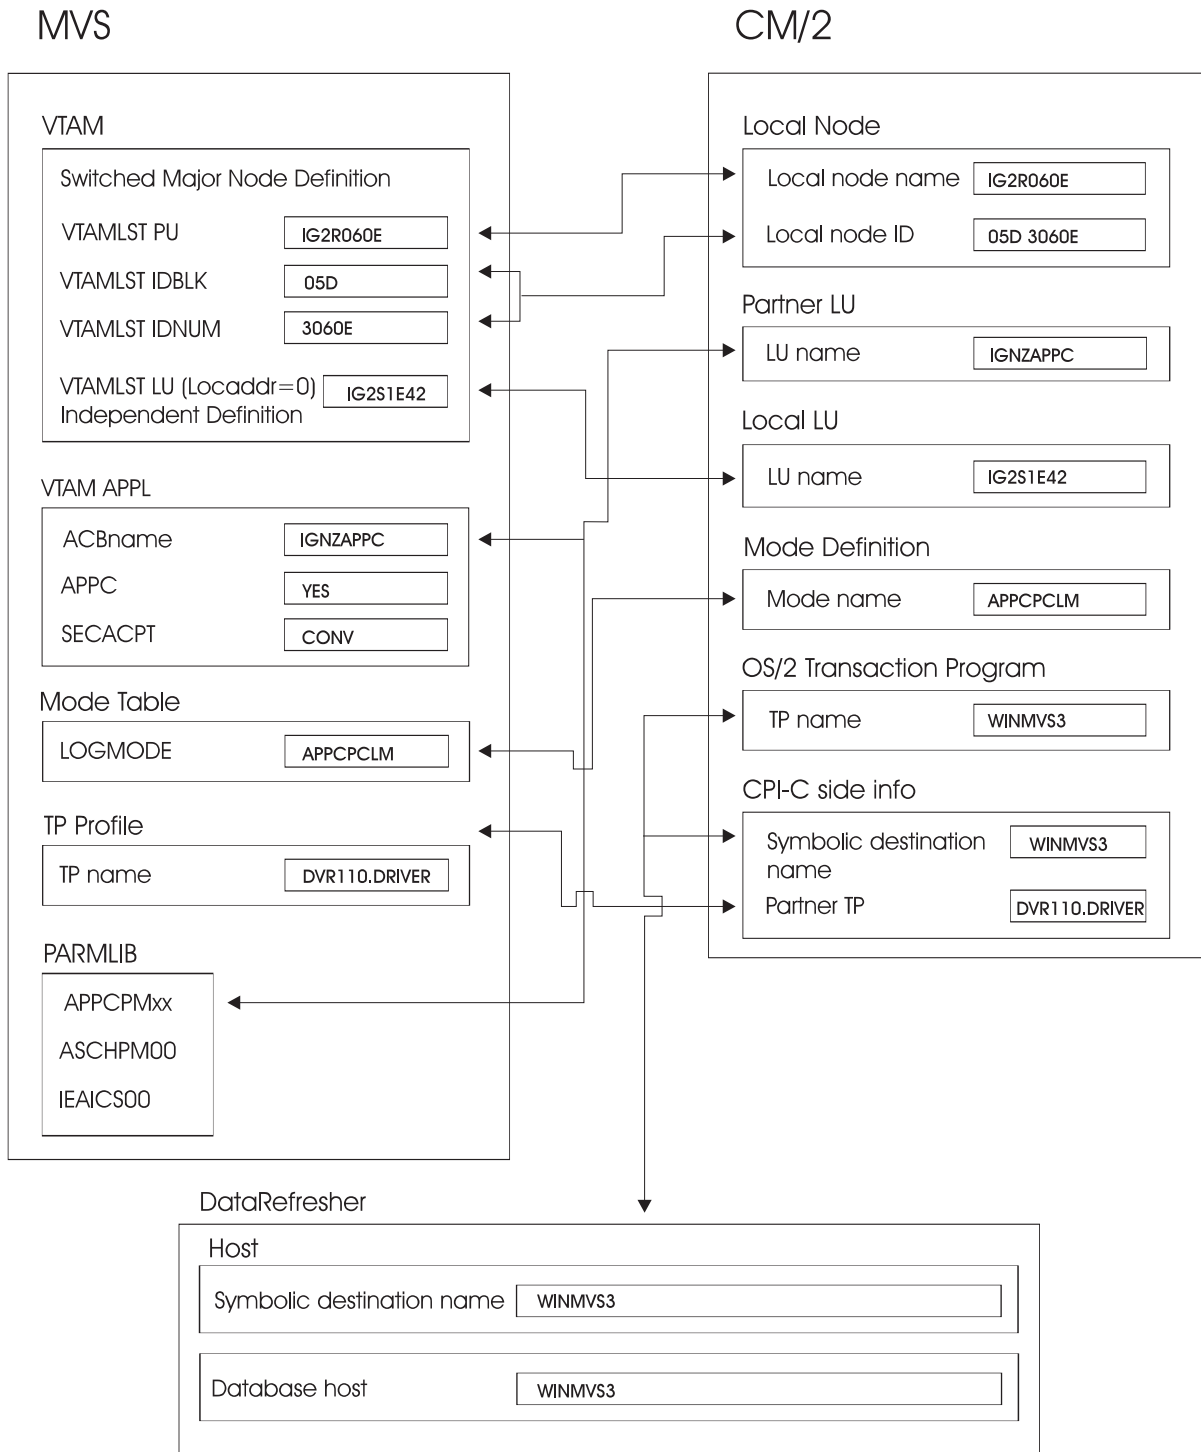 MVS
VTAM
Switched Major Node Definition
VTAMLST PU
IG2R060E
VTAMLST IDBLK
05D
VTAMLST IDNUM
3060E
VTAMLST LU (Locaddr=0)
Independent Definition
IG2S1E42
VTAM APPL
ACBname
IGNZAPPC
APPC
YES
SECACPT
CONV
Mode Table
LOGMODE
APPCPCLM
TP Profile
TP name
DVR110.DRIVER
PARMLIB
APPCPMxx
ASCHPM00
IEAICS00
CM/2
Local Node
Local node name
IG2R060E
Local node ID
05D 3060E
Partner LU
LU name
IGNZAPPC
Local LU
LU name
IG2S1E42
Mode Definition
Mode name
APPCPCLM
OS/2 Transaction Program
TP name
WINMVS3
CPI-C side info
Symbolic destination
name
WINMVS3
Partner TP
DVR110.DRIVER
DataRefresher
Host
Symbolic destination name
WINMVS3
Database host
WINMVS3